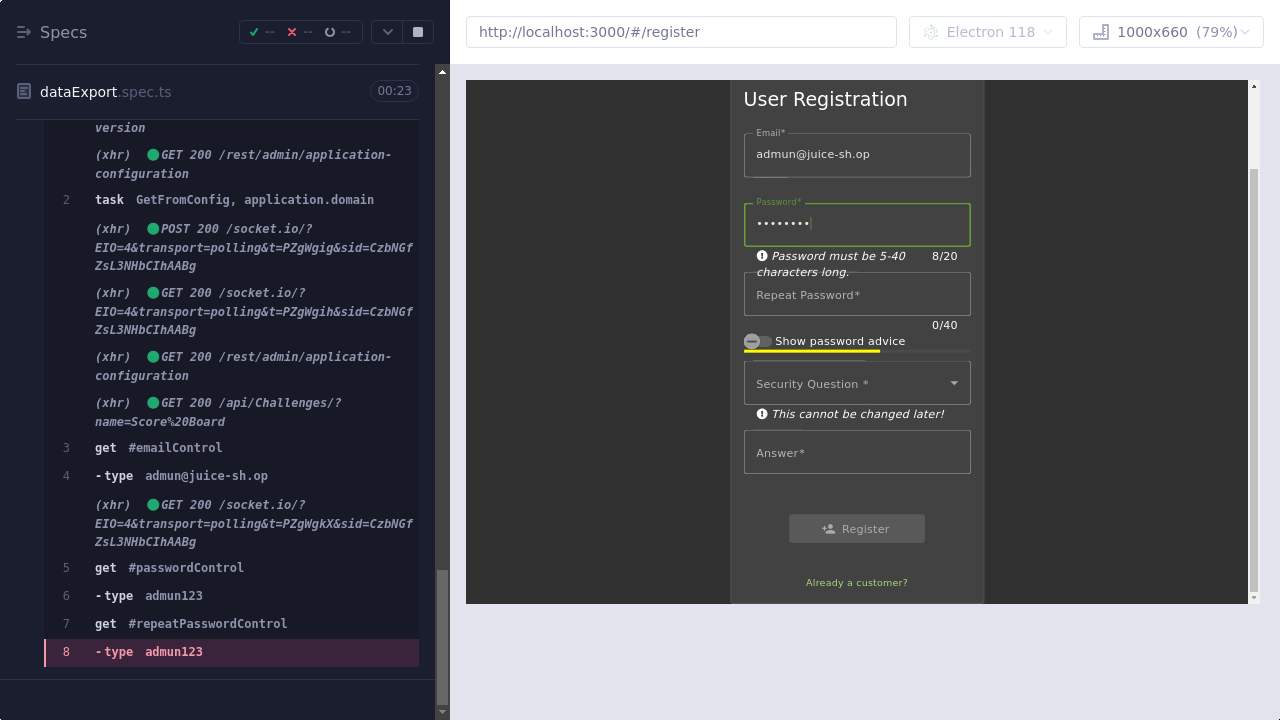 Specs
-- -- --
dataExport.spec.ts
00:23
version
(xhr) GET 200 /rest/admin/application-
configuration
2 task GetFromConfig, application.domain
(xhr) POST 200 /socket.io/?
EIO=4&transport=polling&t=PZgWgig&sid=CzbNGf
ZsL3NHbCIhAABg
(xhr) GET 200 /socket.io/?
EIO=4&transport=polling&t=PZgWgih&sid=CzbNGf
ZsL3NHbCIhAABg
(xhr) GET 200 /rest/admin/application-
configuration
(xhr) GET 200 /api/Challenges/?
name=Score%20Board
3 get #emailControl
4 -type admun@juice-sh.op
(xhr) GET 200 /socket.io/?
EIO=4&transport=polling&t=PZgWgkX&sid=CzbNGf
ZsL3NHbCIhAABg
5 get #passwordControl
6 -type admun123
7 get #repeatPasswordControl
8 -type admun123
http://localhost:3000/#/register
Electron 118
1000x660 (79%)
User Registration
Email*
admun@juice-sh.op
Password*
••••••••
Password must be 5-40 8/20
characters long.
Repeat Password*
0/40
Show password advice
Security Question *
This cannot be changed later!
Answer*
Register
Already a customer?